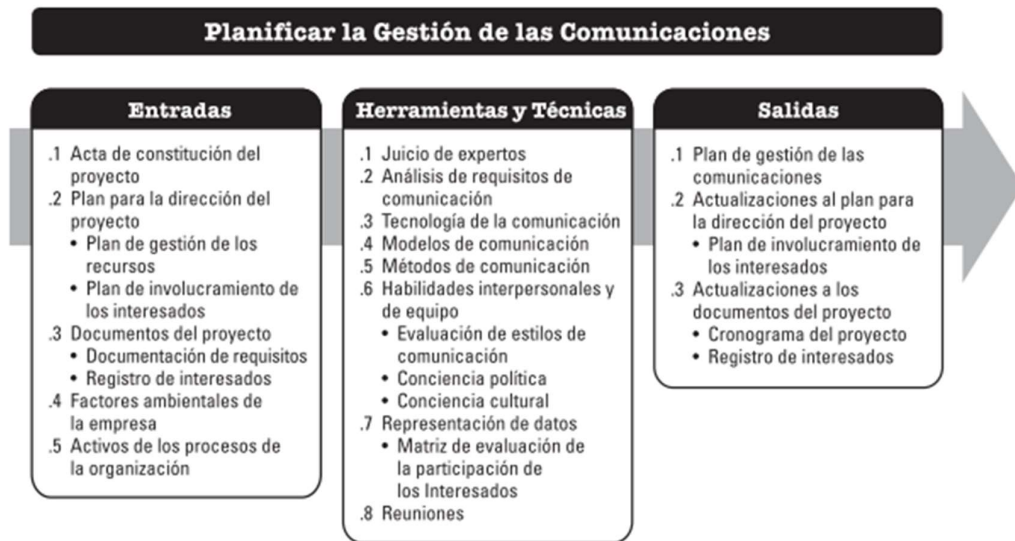 Planificar la Gestión de las Comunicaciones
Entradas
.1 Acta de constitución del
proyecto
.2 Plan para la dirección del
proyecto
• Plan de gestión de los
recursos
• Plan de involucramiento de
los interesados
.3 Documentos del proyecto
• Documentación de requisitos
• Registro de interesados
.4 Factores ambientales de
la empresa
.5 Activos de los procesos de
la organización
Herramientas y Técnicas
.1 Juicio de expertos
.2 Análisis de requisitos de
comunicación
.3 Tecnología de la comunicación
.4 Modelos de comunicación
.5 Métodos de comunicación
.6 Habilidades interpersonales y
de equipo
• Evaluación de estilos de
comunicación
• Conciencia política
• Conciencia cultural
.7 Representación de datos
• Matriz de evaluación de
la participación de
los Interesados
.8 Reuniones
Salidas
.1 Plan de gestión de las
comunicaciones
.2 Actualizaciones al plan para
la dirección del proyecto
• Plan de involucramiento de
los interesados
.3 Actualizaciones a los
documentos del proyecto
• Cronograma del proyecto
• Registro de interesados